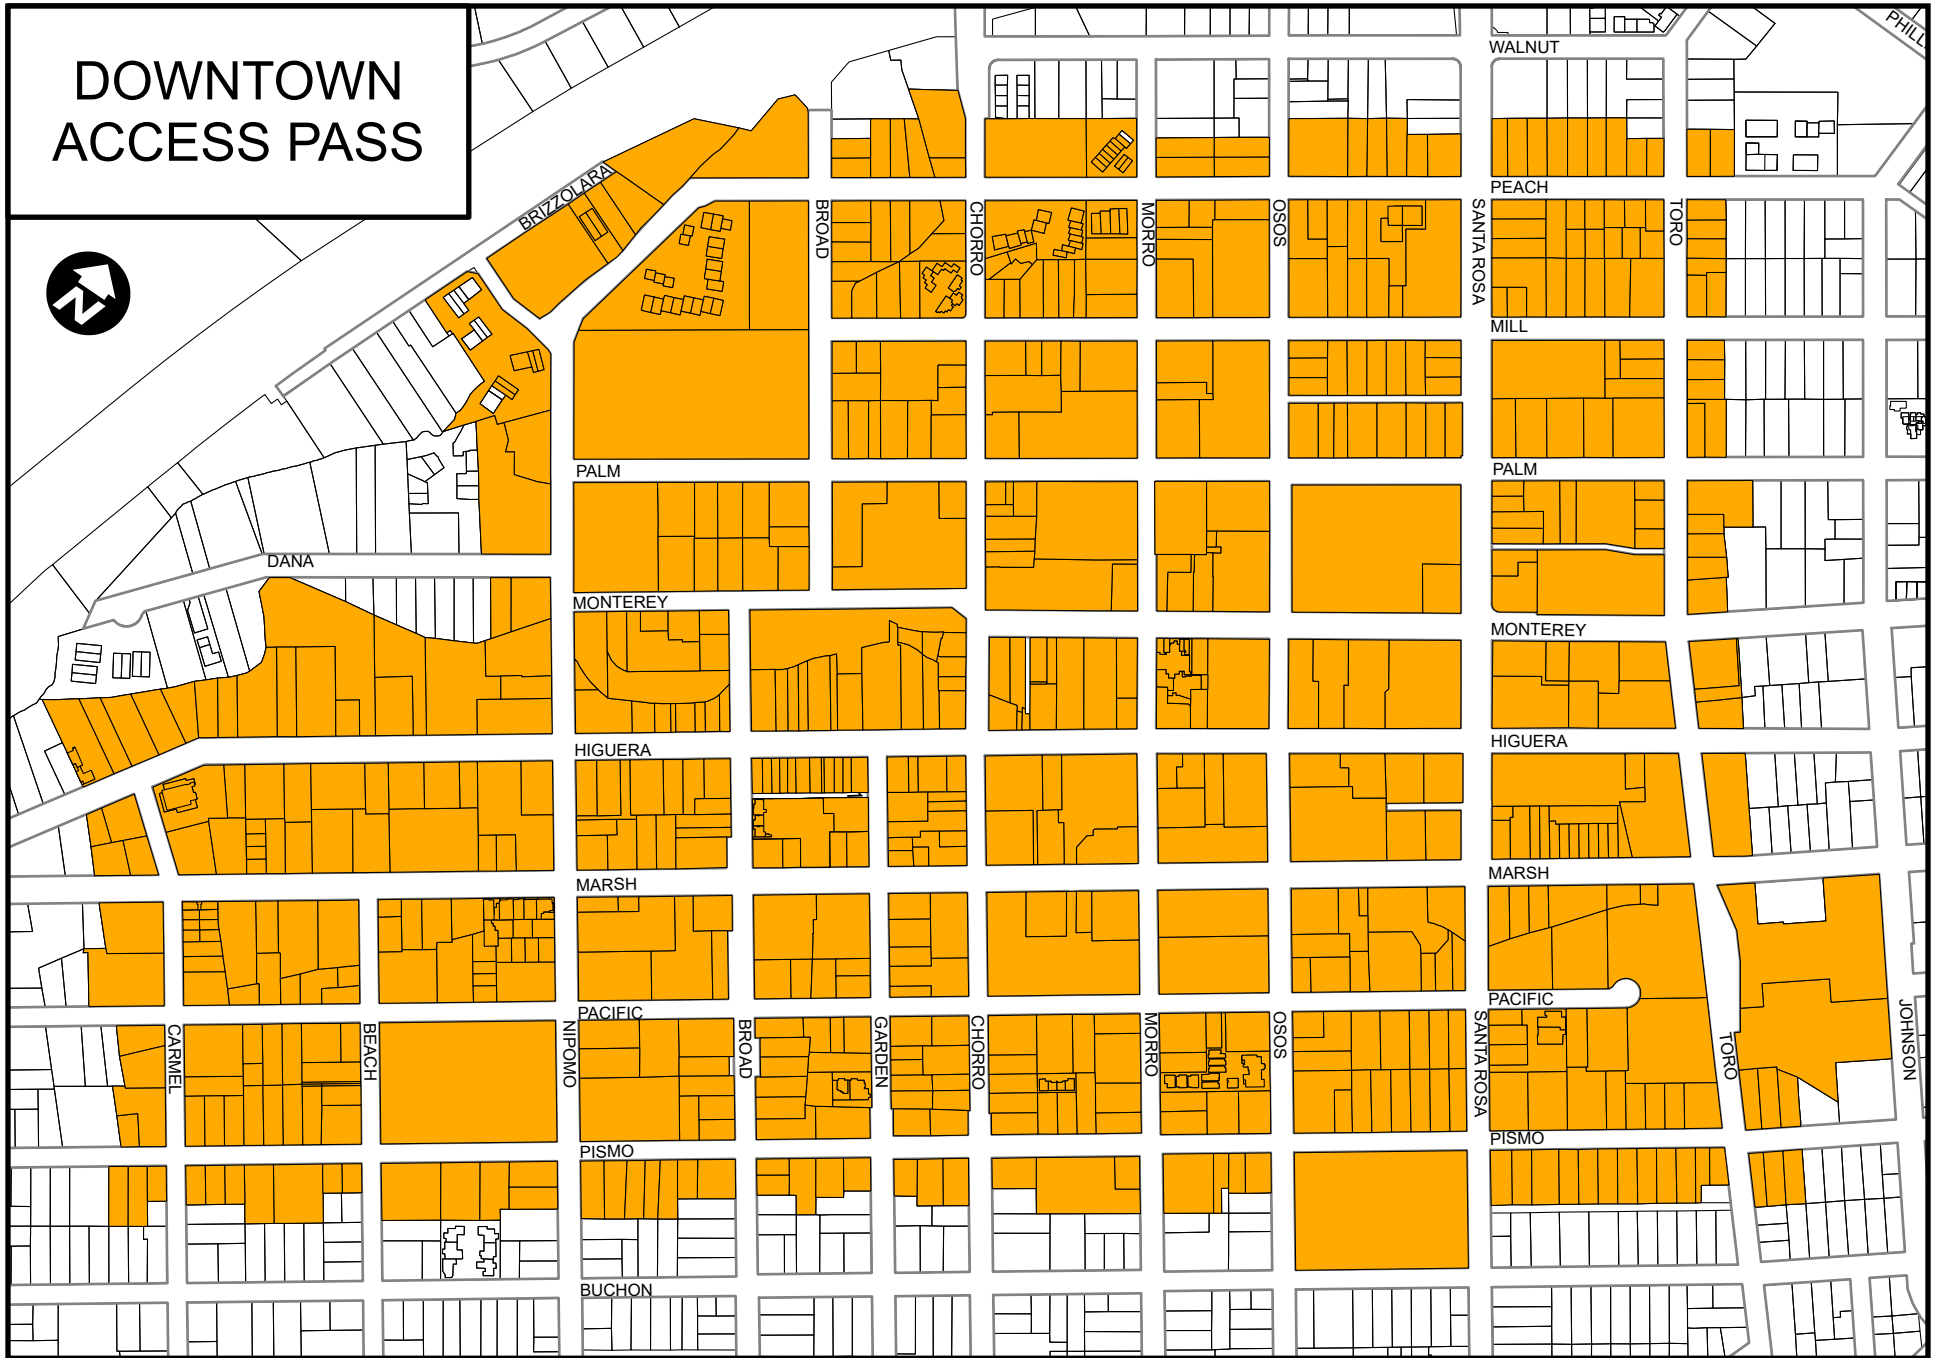 DOWNTOWN
ACCESS PASS
WALNUT
BRIZZOLARA
PEACH
BROAD
CHORRO
MORRO
OSOS
SANTA ROSA
TORO
N
MILL
PALM
PALM
DANA
MONTEREY
MONTEREY
HIGUERA
HIGUERA
MARSH
MARSH
PACIFIC
PACIFIC
CARMEL
BEACH
NIPOMO
BROAD
GARDEN
CHORRO
MORRO
OSOS
SANTA ROSA
TORO
JOHNSON
PISMO
PISMO
BUCHON